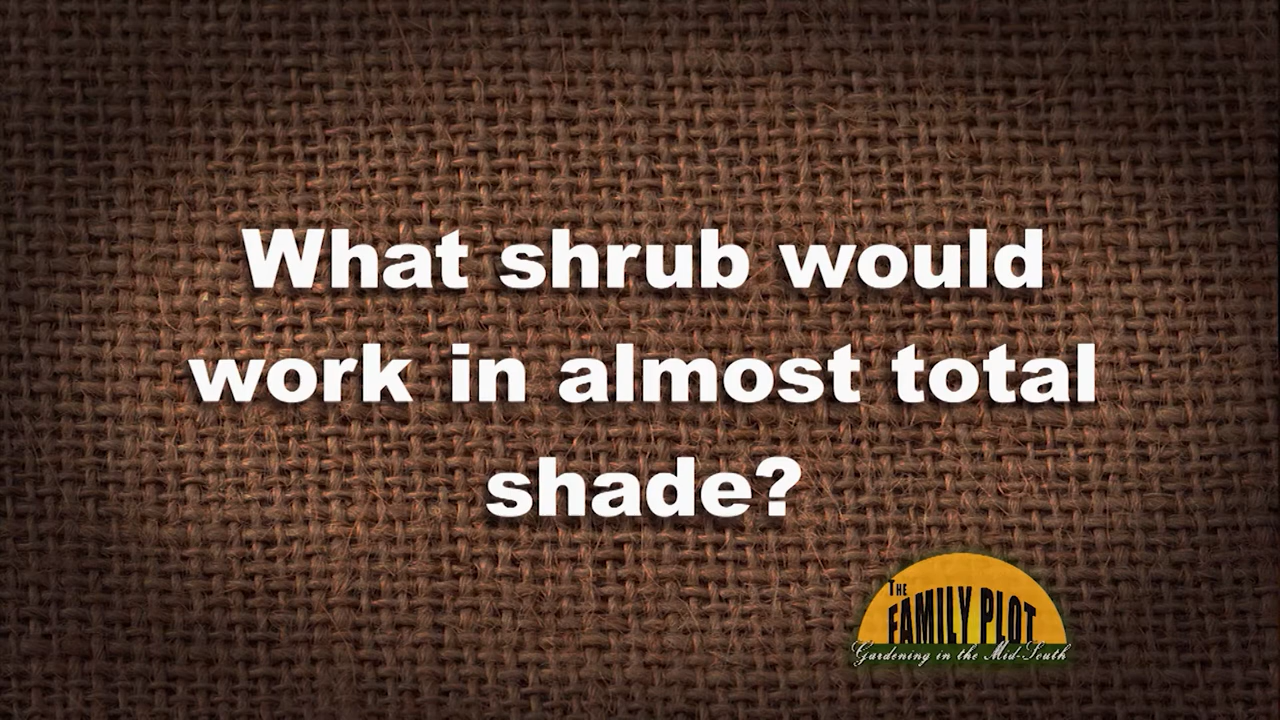 What shrub would
work in almost total
shade?
THE
FAMILY PLOT
Gardening in the Mid-South